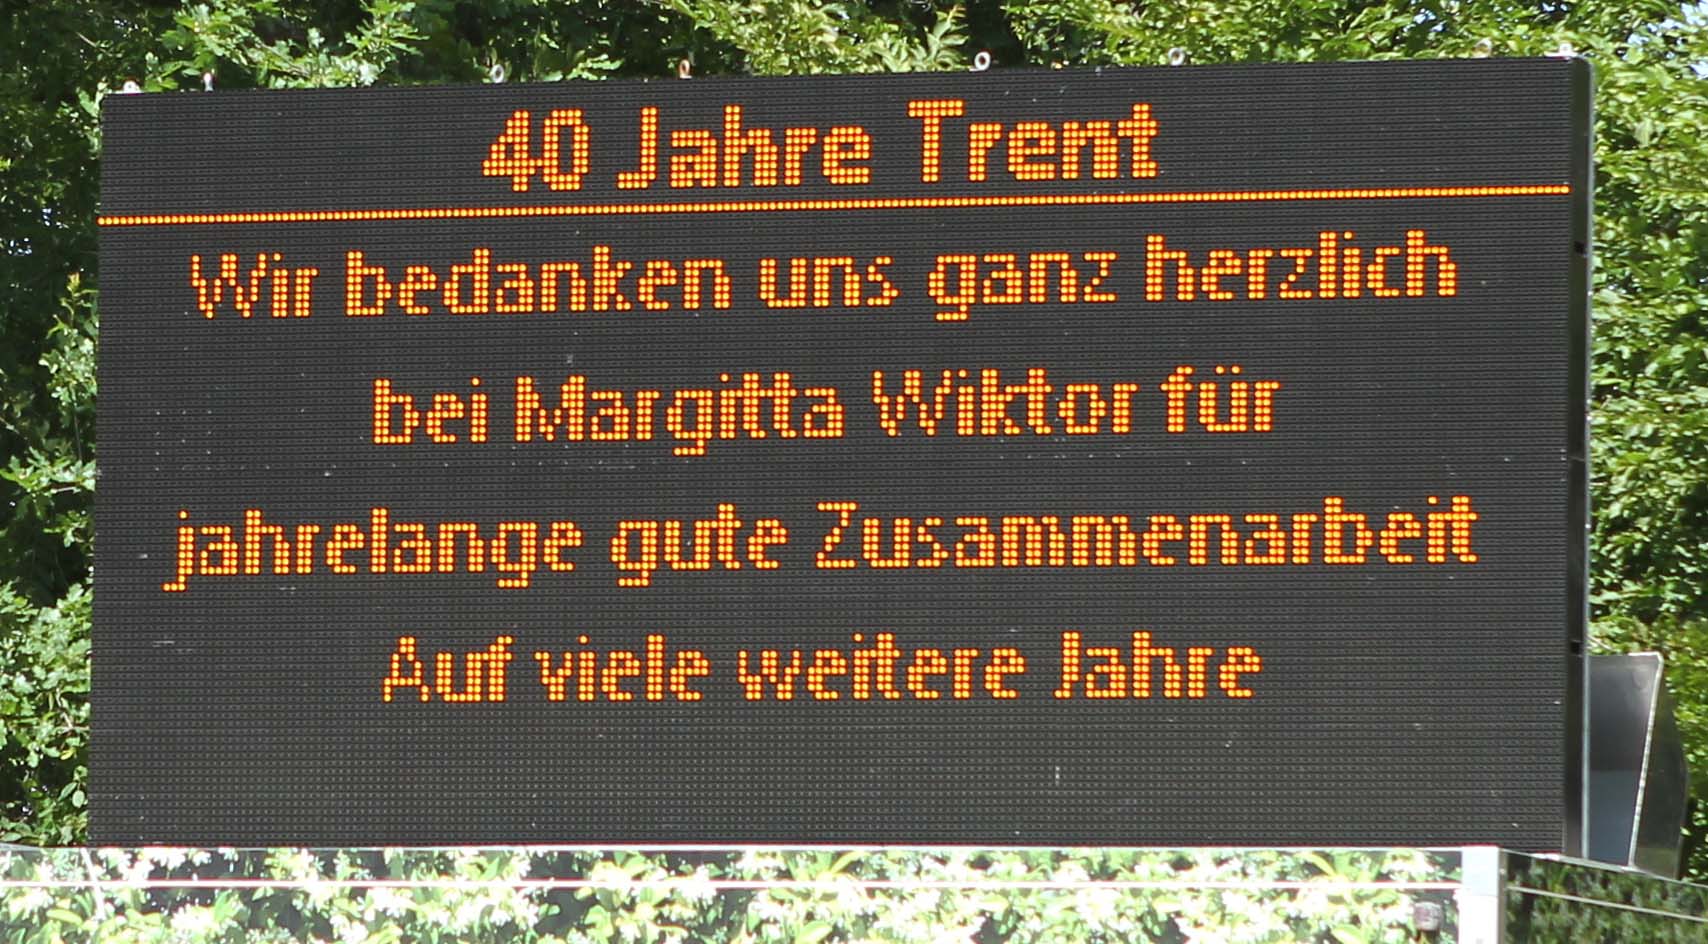 40 Jahre Trent
Wir bedanken uns ganz herzlich
bei Margitta Wiktor für
jahrelange gute Zusammenarbeit
Auf viele weitere Jahre